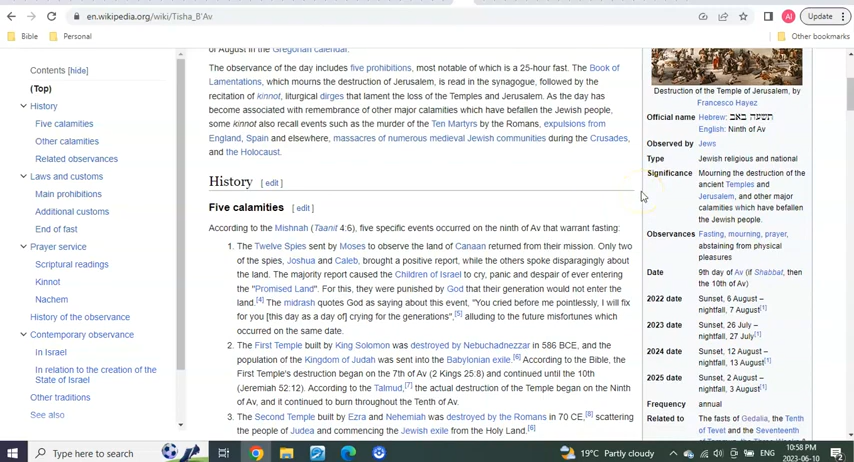 en.wikipedia.org/wiki/Tisha_B'Av
AI
Update
Bible
Personal
Other bookmarks
Contents [hide]
(Top)
History
Five calamities
Other calamities
Related observances
Laws and customs
Main prohibitions
Additional customs
End of fast
Prayer service
Scriptural readings
Kinnot
Nachem
History of the observance
Contemporary observance
In Israel
In relation to the creation of the
State of Israel
Other traditions
See also
of August in the Gregorian calendar.
The observance of the day includes five prohibitions, most notable of which is a 25-hour fast. The Book of
Lamentations, which mourns the destruction of Jerusalem, is read in the synagogue, followed by the
recitation of kinnot, liturgical dirges that lament the loss of the Temples and Jerusalem. As the day has
become associated with remembrance of other major calamities which have befallen the Jewish people,
some kinnot also recall events such as the murder of the Ten Martyrs by the Romans, expulsions from
England, Spain and elsewhere, massacres of numerous medieval Jewish communities during the Crusades,
and the Holocaust.
History [ edit ]
Five calamities [ edit ]
According to the Mishnah (Taanit 4:6), five specific events occurred on the ninth of Av that warrant fasting:
1. The Twelve Spies sent by Moses to observe the land of Canaan returned from their mission. Only two
of the spies, Joshua and Caleb, brought a positive report, while the others spoke disparagingly about
the land. The majority report caused the Children of Israel to cry, panic and despair of ever entering
the "Promised Land". For this, they were punished by God that their generation would not enter the
land.[4] The midrash quotes God as saying about this event, "You cried before me pointlessly, I will fix
for you [this day as a day of] crying for the generations",[5] alluding to the future misfortunes which
occurred on the same date.
2. The First Temple built by King Solomon was destroyed by Nebuchadnezzar in 586 BCE, and the
population of the Kingdom of Judah was sent into the Babylonian exile.[6] According to the Bible, the
First Temple's destruction began on the 7th of Av (2 Kings 25:8) and continued until the 10th
(Jeremiah 52:12). According to the Talmud,[7] the actual destruction of the Temple began on the Ninth
of Av, and it continued to burn throughout the Tenth of Av.
3. The Second Temple built by Ezra and Nehemiah was destroyed by the Romans in 70 CE,[8] scattering
the people of Judea and commencing the Jewish exile from the Holy Land.[6]
Destruction of the Temple of Jerusalem, by
Francesco Hayez
Official name Hebrew: תשעה באב
English: Ninth of Av
Observed by Jews
Type Jewish religious and national
Significance Mourning the destruction of the
ancient Temples and
Jerusalem, and other major
calamities which have befallen
the Jewish people.
Observances Fasting, mourning, prayer,
abstaining from physical
pleasures
Date 9th day of Av (if Shabbat, then
the 10th of Av)
2022 date Sunset, 6 August –
nightfall, 7 August[1]
2023 date Sunset, 26 July –
nightfall, 27 July[1]
2024 date Sunset, 12 August –
nightfall, 13 August[1]
2025 date Sunset, 2 August –
nightfall, 3 August[1]
Frequency annual
Related to The fasts of Gedalia, the Tenth
of Tevet and the Seventeenth
Type here to search
19°C Partly cloudy
ENG
10:58 PM
2023-06-10
2